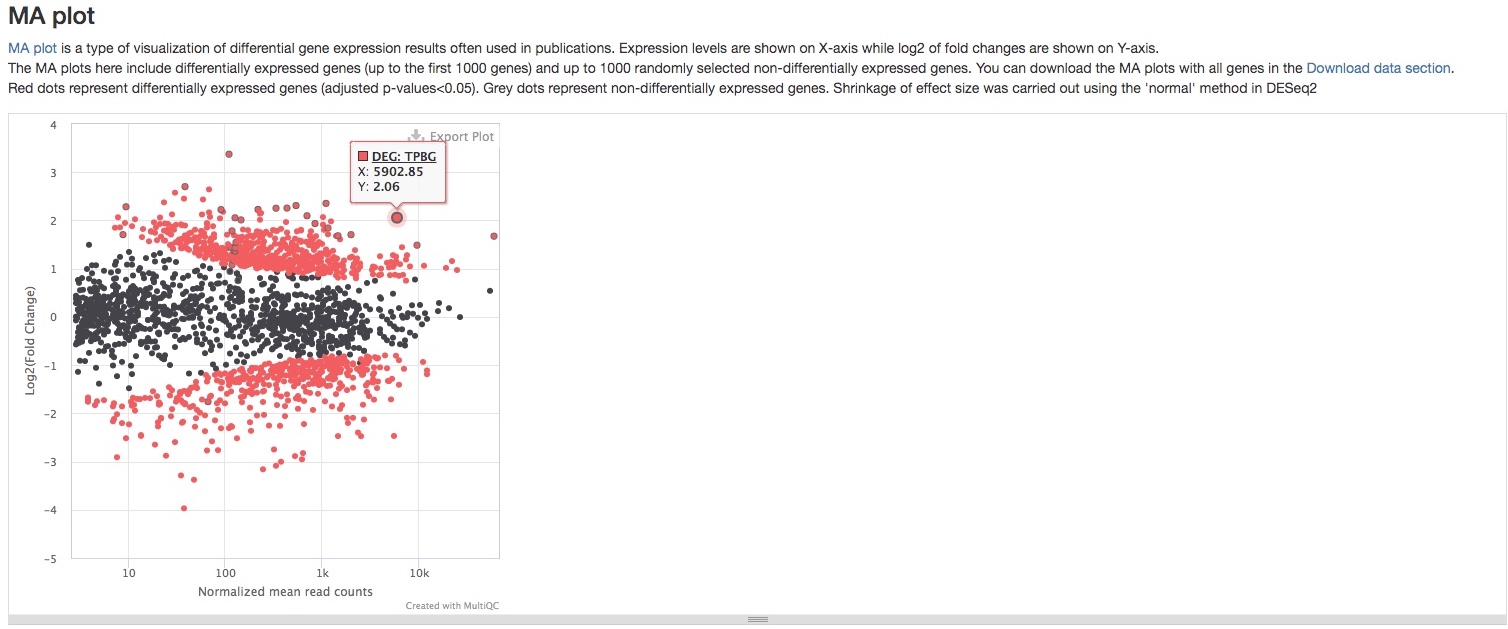 MA plot
MA plot is a type of visualization of differential gene expression results often used in publications. Expression levels are shown on X-axis while log2 of fold changes are shown on Y-axis.
The MA plots here include differentially expressed genes (up to the first 1000 genes) and up to 1000 randomly selected non-differentially expressed genes. You can download the MA plots with all genes in the Download data section.
Red dots represent differentially expressed genes (adjusted p-values<0.05). Grey dots represent non-differentially expressed genes. Shrinkage of effect size was carried out using the 'normal' method in DESeq2
Export Plot
DEG: TPBG
X: 5902.85
Y: 2.06
4
3
2
1
0
−1
−2
−3
−4
−5
Log2(Fold Change)
10
100
1k
10k
Normalized mean read counts
Created with MultiQC